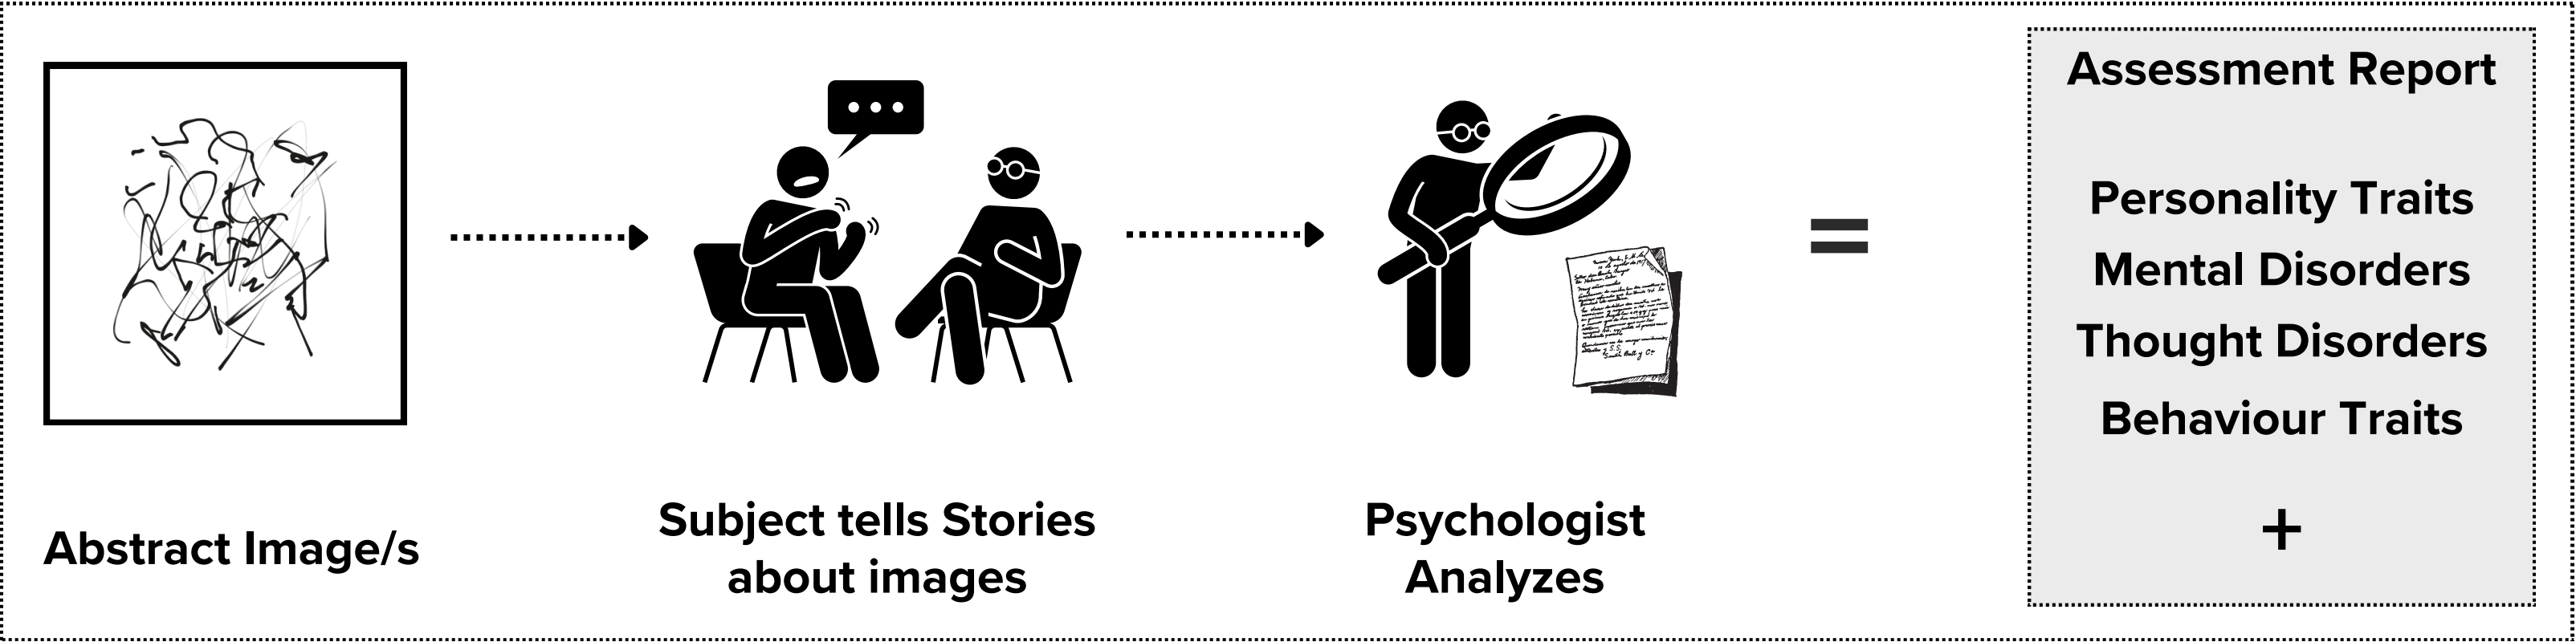 Abstract Image/s
Subject tells Stories
about images
Psychologist
Analyzes
=
Assessment Report
Personality Traits
Mental Disorders
Thought Disorders
Behaviour Traits
+